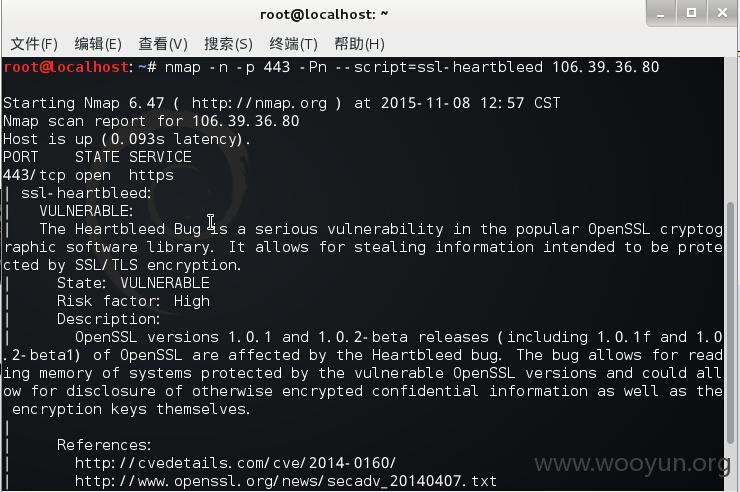 root@localhost: ~
文件(F) 编辑(E) 查看(V) 搜索(S) 终端(T) 帮助(H)
root@localhost:~# nmap -n -p 443 -Pn --script=ssl-heartbleed 106.39.36.80
Starting Nmap 6.47 ( http://nmap.org ) at 2015-11-08 12:57 CST
Nmap scan report for 106.39.36.80
Host is up (0.093s latency).
PORT    STATE SERVICE
443/tcp open  https
| ssl-heartbleed:
|   VULNERABLE:
|   The Heartbleed Bug is a serious vulnerability in the popular OpenSSL cryptog
raphic software library. It allows for stealing information intended to be prote
cted by SSL/TLS encryption.
|     State: VULNERABLE
|     Risk factor: High
|     Description:
|       OpenSSL versions 1.0.1 and 1.0.2-beta releases (including 1.0.1f and 1.0
.2-beta1) of OpenSSL are affected by the Heartbleed bug. The bug allows for read
ing memory of systems protected by the vulnerable OpenSSL versions and could all
ow for disclosure of otherwise encrypted confidential information as well as the
 encryption keys themselves.
|
|     References:
|       http://cvedetails.com/cve/2014-0160/
|       http://www.openssl.org/news/secadv_20140407.txt
www.wooyun.org